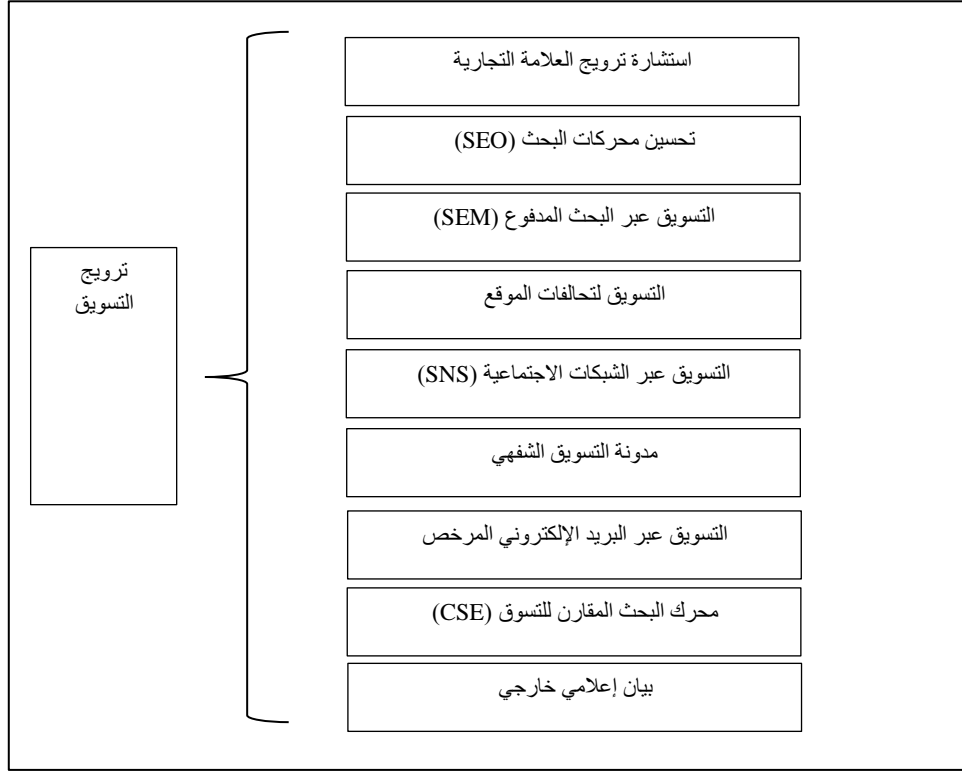 استشارة ترويج العلامة التجارية
تحسين محركات البحث (SEO)
التسويق عبر البحث المدفوع (SEM)
ترويج
التسويق
التسويق لتحالفات الموقع
التسويق عبر الشبكات الاجتماعية (SNS)
مدونة التسويق الشفهي
التسويق عبر البريد الإلكتروني المرخص
محرك البحث المقارن للتسوق (CSE)
بيان إعلامي خارجي